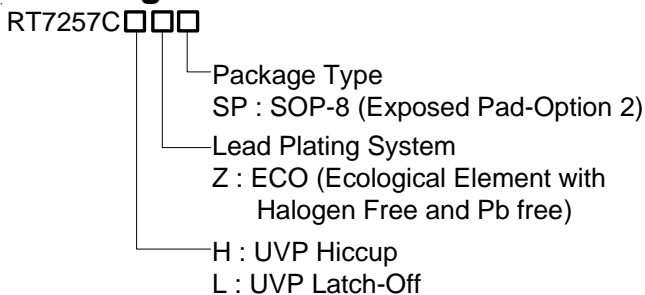 RT7257C□□□
Package Type
SP : SOP-8 (Exposed Pad-Option 2)
Lead Plating System
Z : ECO (Ecological Element with
Halogen Free and Pb free)
H : UVP Hiccup
L : UVP Latch-Off